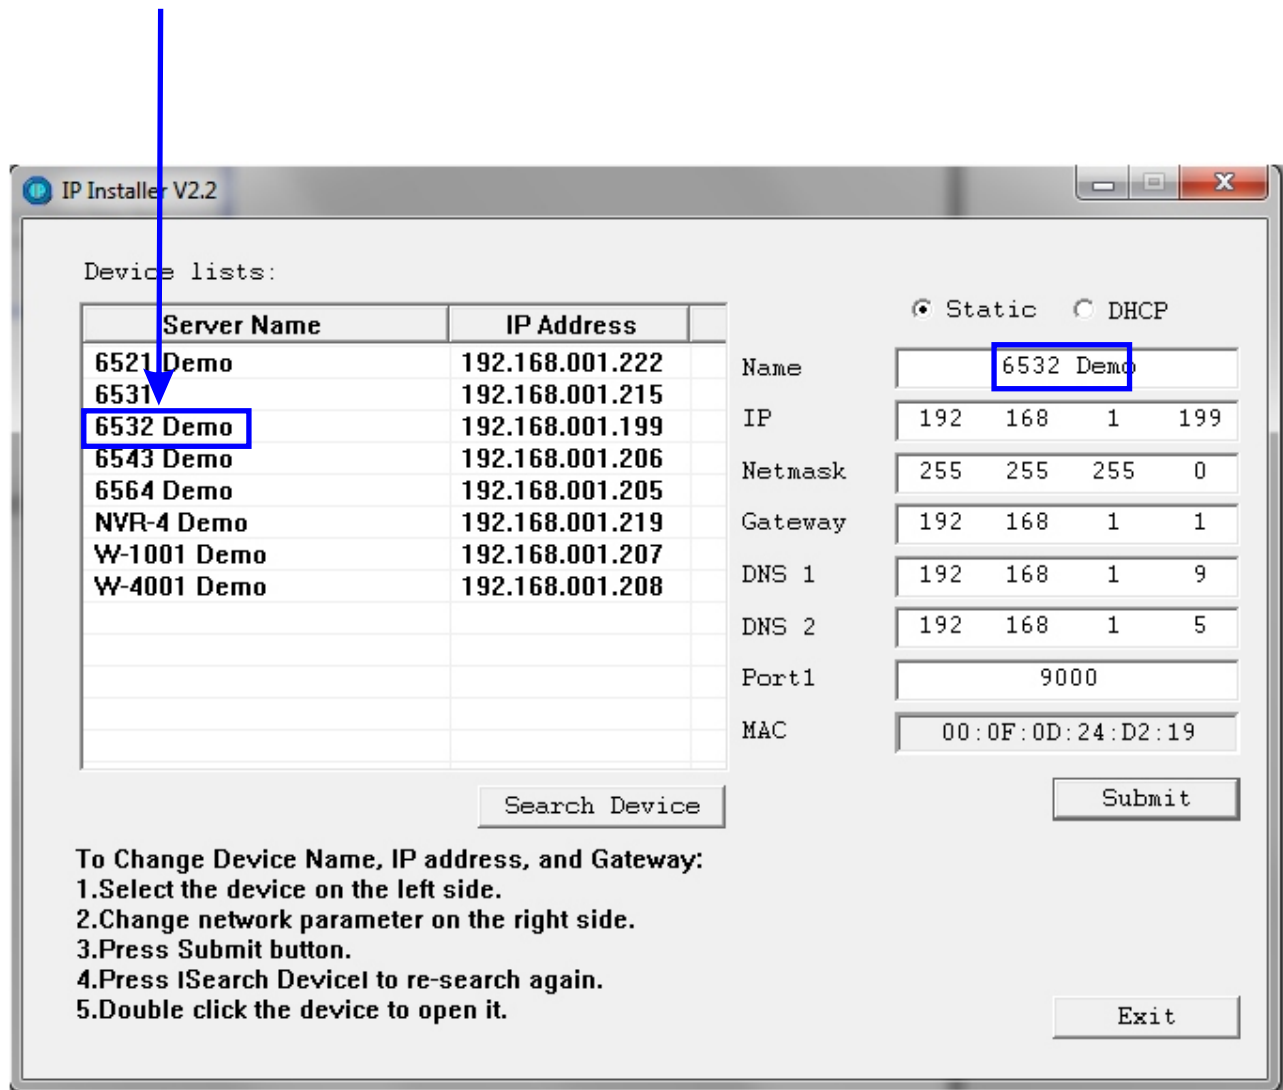 IP Installer V2.2
Device lists:
Server Name IP Address
6521 Demo 192.168.001.222
6531 192.168.001.215
6532 Demo 192.168.001.199
6543 Demo 192.168.001.206
6564 Demo 192.168.001.205
NVR-4 Demo 192.168.001.219
W-1001 Demo 192.168.001.207
W-4001 Demo 192.168.001.208
Search Device
Static DHCP
Name 6532 Demo
IP 192 168 1 199
Netmask 255 255 255 0
Gateway 192 168 1 1
DNS 1 192 168 1 9
DNS 2 192 168 1 5
Port1 9000
MAC 00:0F:0D:24:D2:19
Submit
To Change Device Name, IP address, and Gateway:
1.Select the device on the left side.
2.Change network parameter on the right side.
3.Press Submit button.
4.Press |Search Device| to re-search again.
5.Double click the device to open it.
Exit